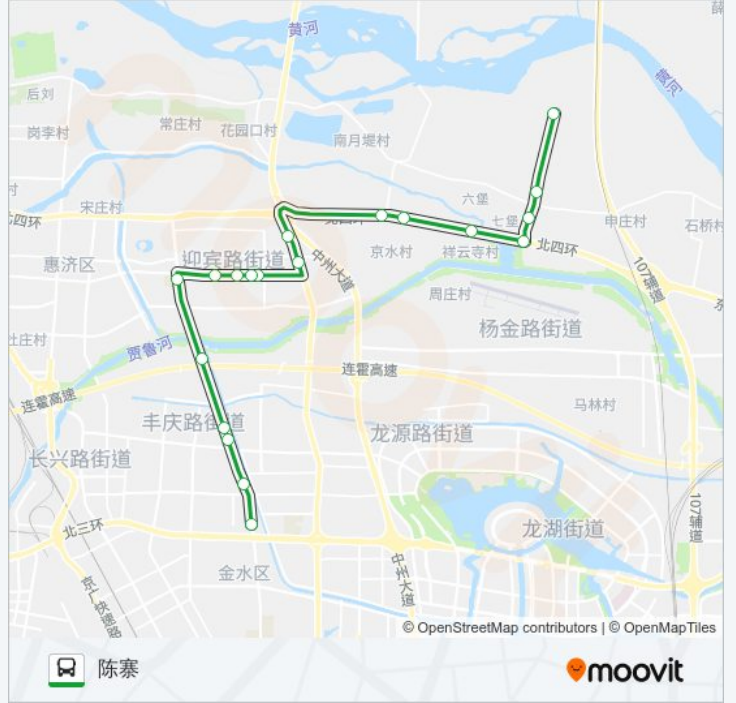 薛
黄河
黄河
后刘
岗李村
常庄村
花园口村
南月堤村
村
宋庄村
六堡
七堡
申庄村
石桥村
北四环
惠济区
迎宾路街道
中州大道
京水村
祥云寺村
北四环
107辅道
周庄村
杨金路街道
东
杜庄村
贾鲁河
连霍高速
连霍高速
马林村
丰庆路街道
龙源路街道
长兴路街道
107辅道
龙湖街道
北三环
金水区
中州大道
京广快速路
© OpenStreetMap contributors | © OpenMapTiles
陈寨
moovit